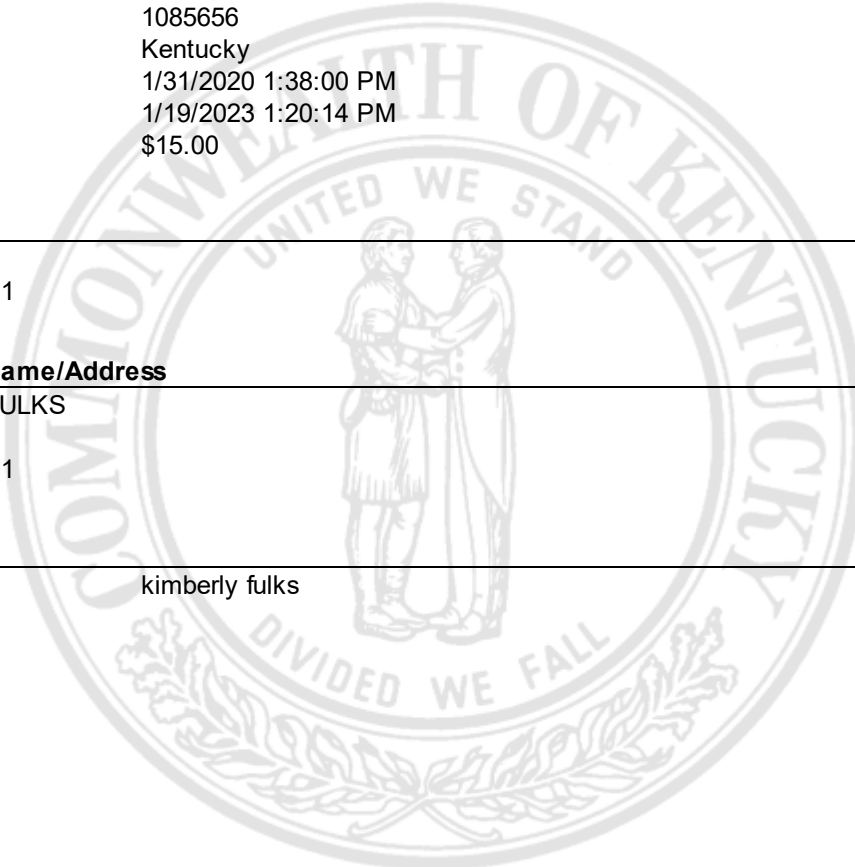 1085656
Kentucky
1/31/2020 1:38:00 PM
1/19/2023 1:20:14 PM
$15.00
COMMONWEALTH OF KENTUCKY
UNITED WE STAND
1
ame/Address
ULKS
1
kimberly fulks
DIVIDED WE FALL